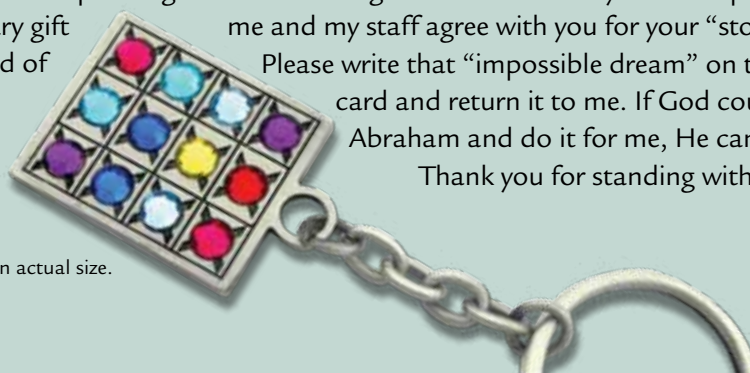 ry gift
d of
me and my staff agree with you for your “sto
Please write that “impossible dream” on t
card and return it to me. If God cou
Abraham and do it for me, He can
Thank you for standing with
n actual size.